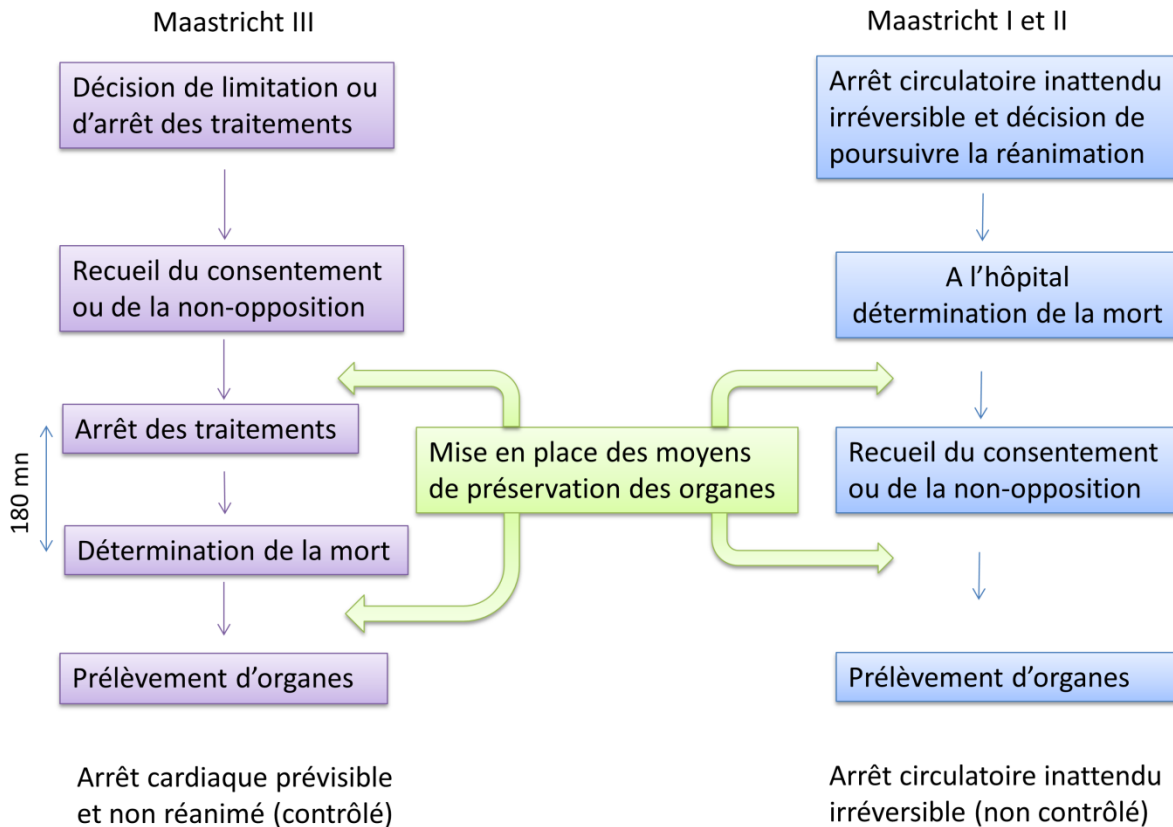 Maastricht III
Décision de limitation ou
d'arrêt des traitements
Recueil du consentement
ou de la non-opposition
Arrêt des traitements
180 mn
Détermination de la mort
Prélèvement d'organes
Arrêt cardiaque prévisible
et non réanimé (contrôlé)
Mise en place des moyens
de préservation des organes
Maastricht I et II
Arrêt circulatoire inattendu
irréversible et décision de
poursuivre la réanimation
A l'hôpital
détermination de la mort
Recueil du consentement
ou de la non-opposition
Prélèvement d'organes
Arrêt circulatoire inattendu
irréversible (non contrôlé)